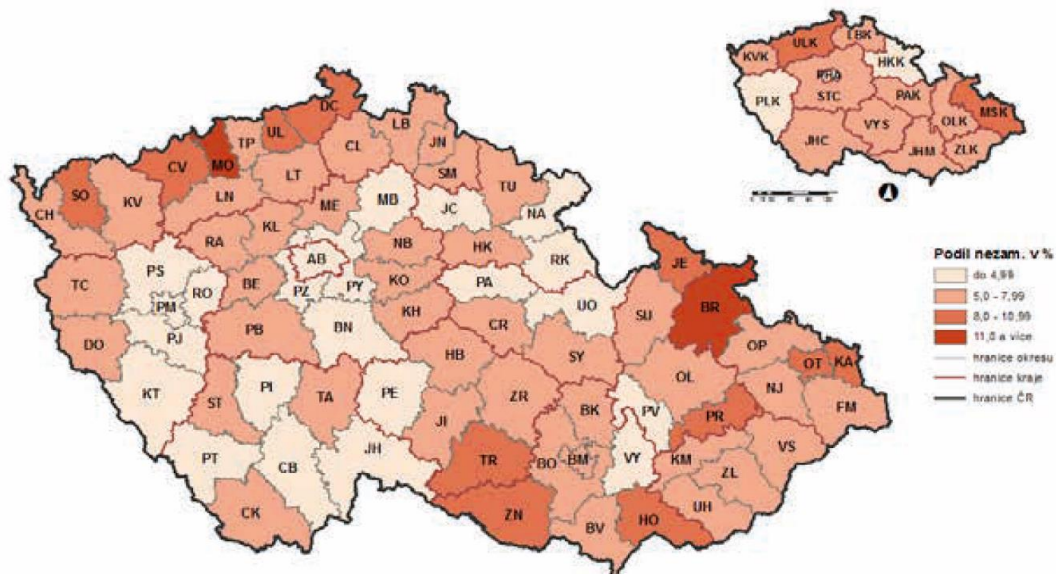 ULK
LBK
KVK
HKK
PLK
PHA
STC
PAK
MSK
OLK
VYS
JHC
JHM
ZLK
DC
LB
UL
TP
MO
CV
CL
JN
SM
LT
TU
SO
KV
CH
LN
ME
MB
JC
NA
KL
RA
NB
HK
AB
RK
PS
TC
RO
BE
PZ
PY
KO
PA
PM
UO
JE
BR
SU
DO
PJ
PB
BN
KH
CR
OP
HB
SY
OT
KA
KT
ST
PI
TA
PE
ZR
OL
NJ
FM
BK
PV
PR
JI
VS
PT
CB
JH
TR
BO
BM
VY
KM
ZL
CK
ZN
BV
HO
UH
Podíl nezam. v %
do 4,99
5,0 - 7,99
8,0 - 10,99
11,0 a více
hranice okresu
hranice kraje
hranice ČR